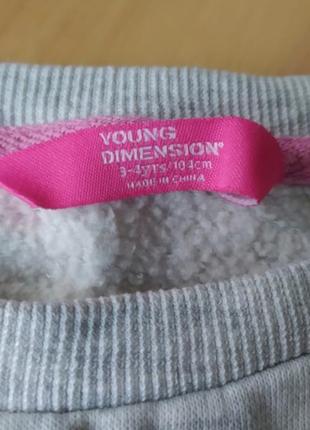 YOUNG
DIMENSION®
3-4yrs/104cm
MADE IN CHINA